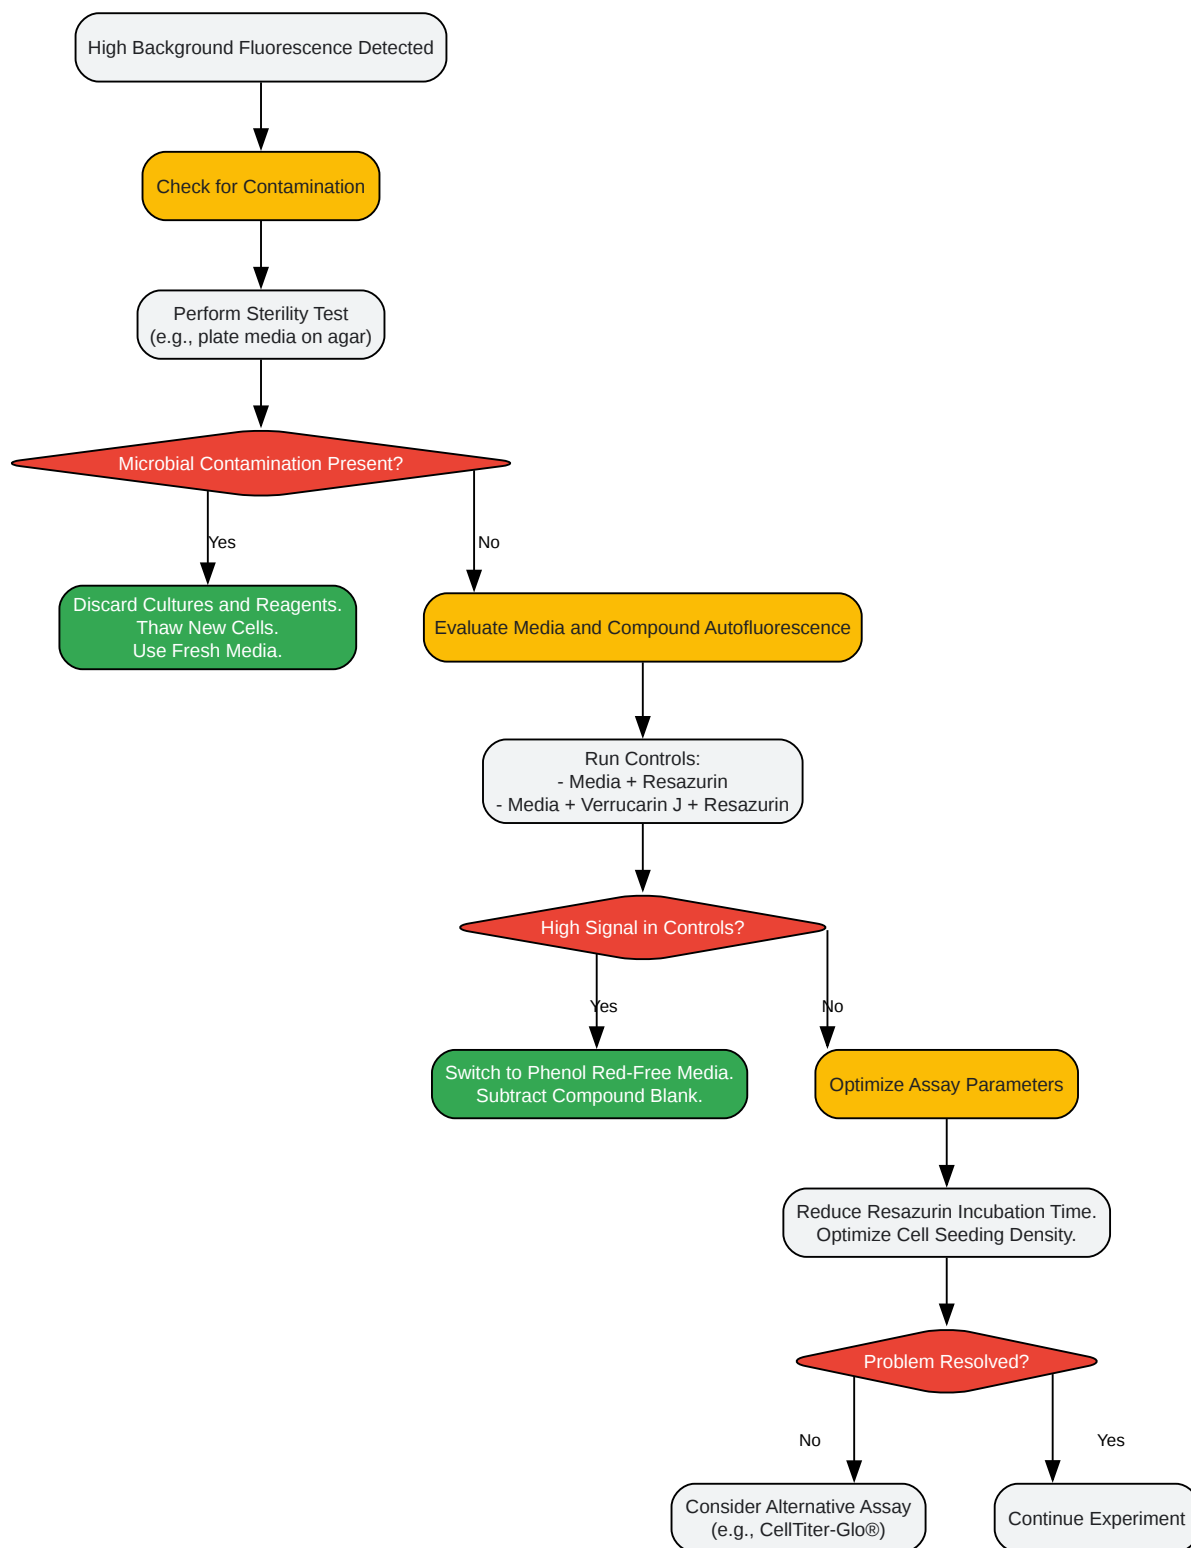 High Background Fluorescence Detected
Check for Contamination
Perform Sterility Test
(e.g., plate media on agar)
Microbial Contamination Present?
Yes
No
Discard Cultures and Reagents.
Thaw New Cells.
Use Fresh Media.
Evaluate Media and Compound Autofluorescence
Run Controls:
- Media + Resazurin
- Media + Verrucarin J + Resazurin
High Signal in Controls?
Yes
No
Switch to Phenol Red-Free Media.
Subtract Compound Blank.
Optimize Assay Parameters
Reduce Resazurin Incubation Time.
Optimize Cell Seeding Density.
Problem Resolved?
No
Yes
Consider Alternative Assay
(e.g., CellTiter-Glo®)
Continue Experiment